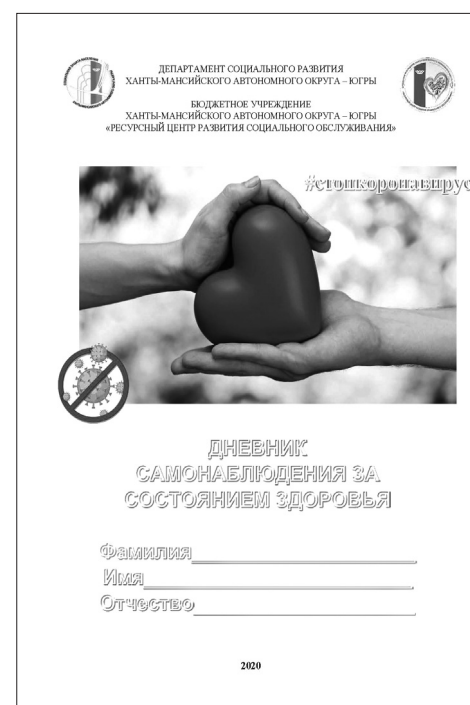 ДЕПАРТАМЕНТ СОЦИАЛЬНОГО РАЗВИТИЯ
ХАНТЫ-МАНСИЙСКОГО АВТОНОМНОГО ОКРУГА – ЮГРЫ
БЮДЖЕТНОЕ УЧРЕЖДЕНИЕ
ХАНТЫ-МАНСИЙСКОГО АВТОНОМНОГО ОКРУГА – ЮГРЫ
«РЕСУРСНЫЙ ЦЕНТР РАЗВИТИЯ СОЦИАЛЬНОГО ОБСЛУЖИВАНИЯ»
#стопкоронавирус
ДНЕВНИК
САМОНАБЛЮДЕНИЯ ЗА
СОСТОЯНИЕМ ЗДОРОВЬЯ
Фамилия
Имя
Отчество
2020